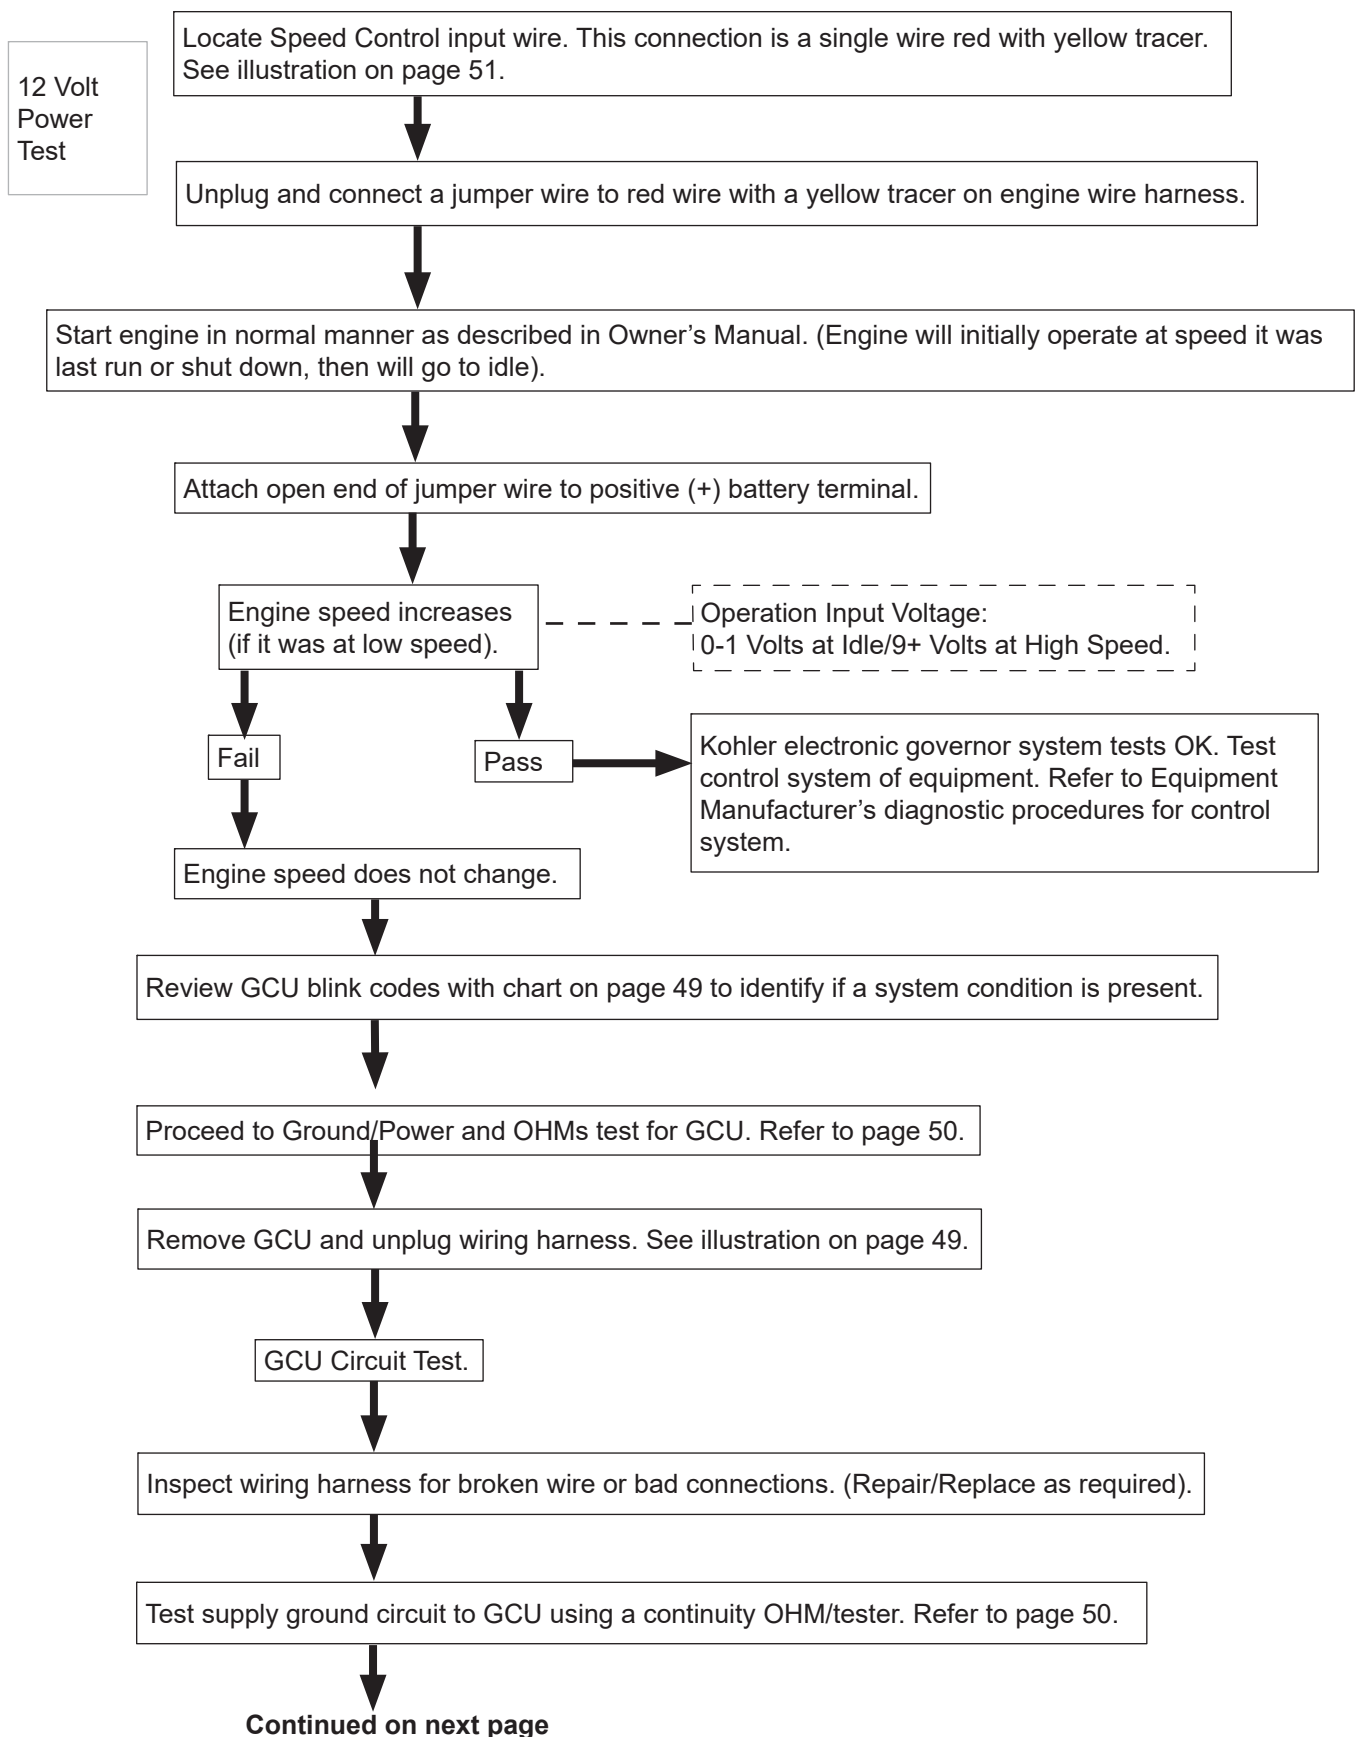 12 Volt
Power
Test
Locate Speed Control input wire. This connection is a single wire red with yellow tracer.
See illustration on page 51.
Unplug and connect a jumper wire to red wire with a yellow tracer on engine wire harness.
Start engine in normal manner as described in Owner’s Manual. (Engine will initially operate at speed it was
last run or shut down, then will go to idle).
Attach open end of jumper wire to positive (+) battery terminal.
Engine speed increases
(if it was at low speed).
Operation Input Voltage:
0-1 Volts at Idle/9+ Volts at High Speed.
Fail
Pass
Kohler electronic governor system tests OK. Test
control system of equipment. Refer to Equipment
Manufacturer’s diagnostic procedures for control
system.
Engine speed does not change.
Review GCU blink codes with chart on page 49 to identify if a system condition is present.
Proceed to Ground/Power and OHMs test for GCU. Refer to page 50.
Remove GCU and unplug wiring harness. See illustration on page 49.
GCU Circuit Test.
Inspect wiring harness for broken wire or bad connections. (Repair/Replace as required).
Test supply ground circuit to GCU using a continuity OHM/tester. Refer to page 50.
Continued on next page